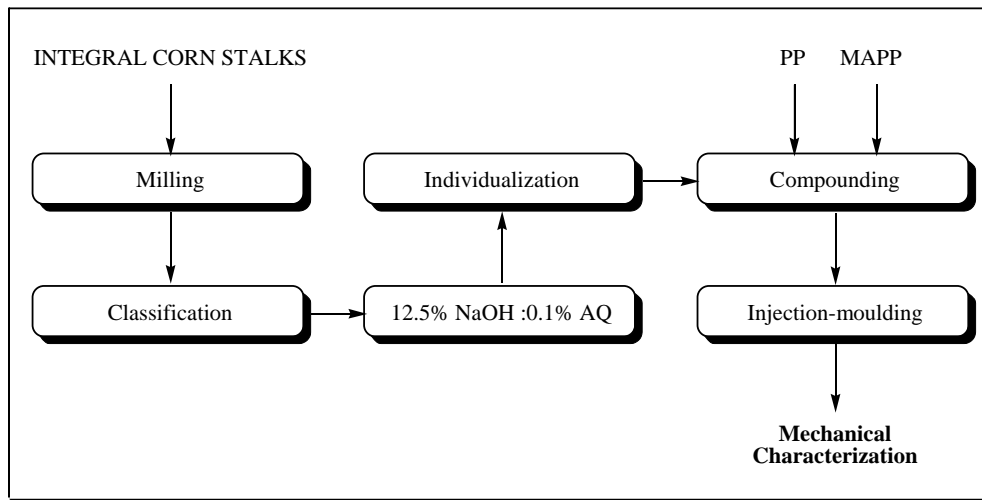 INTEGRAL CORN STALKS
PP
MAPP
Milling
Individualization
Compounding
Classification
12.5% NaOH :0.1% AQ
Injection-moulding
Mechanical
Characterization